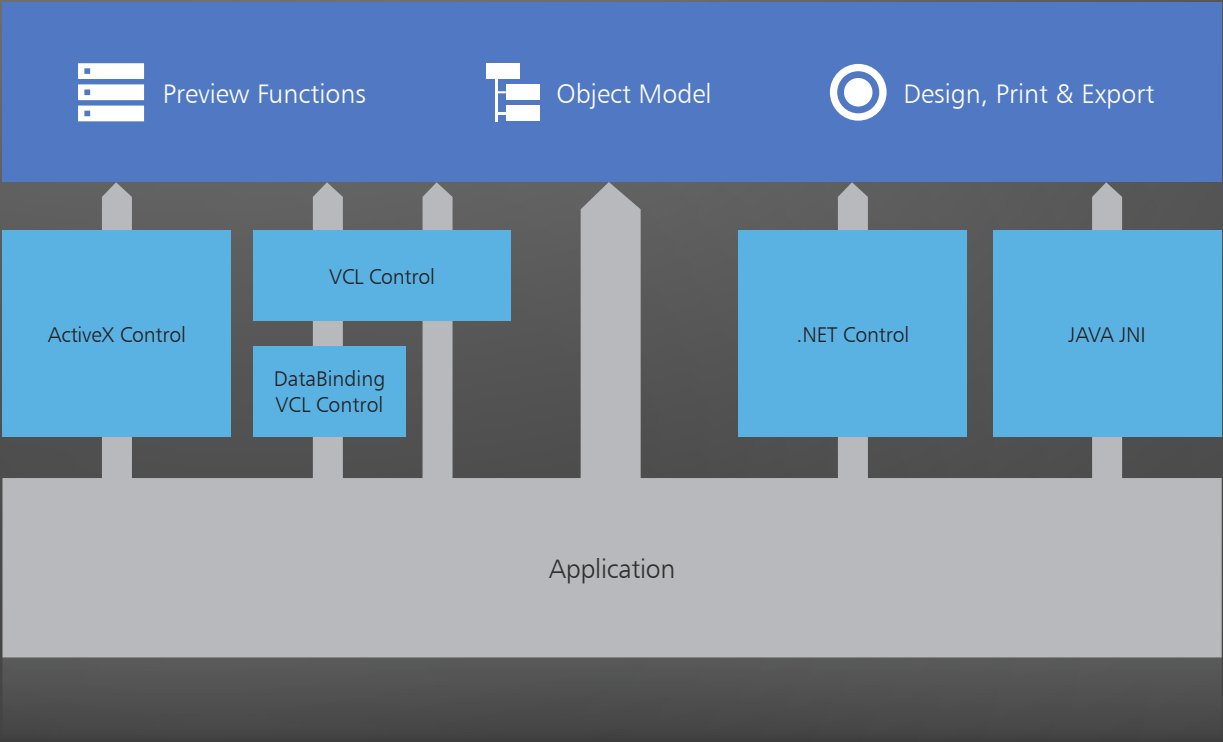 Preview Functions
Object Model
Design, Print & Export
VCL Control
ActiveX Control
.NET Control
JAVA JNI
DataBinding
VCL Control
Application